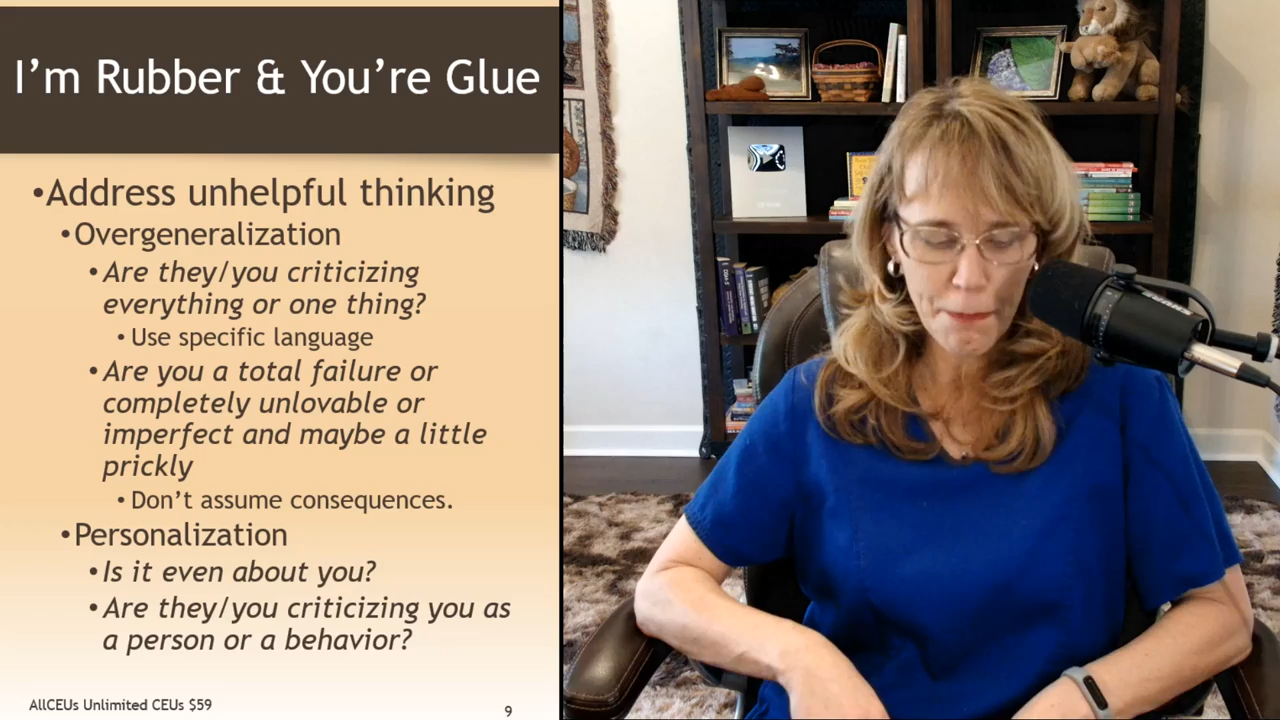 I'm Rubber & You're Glue
•Address unhelpful thinking
•Overgeneralization
•Are they/you criticizing
everything or one thing?
•Use specific language
•Are you a total failure or
completely unlovable or
imperfect and maybe a little
prickly
•Don't assume consequences.
•Personalization
•Is it even about you?
•Are they/you criticizing you as
a person or a behavior?
AllCEUs Unlimited CEUs $59
9